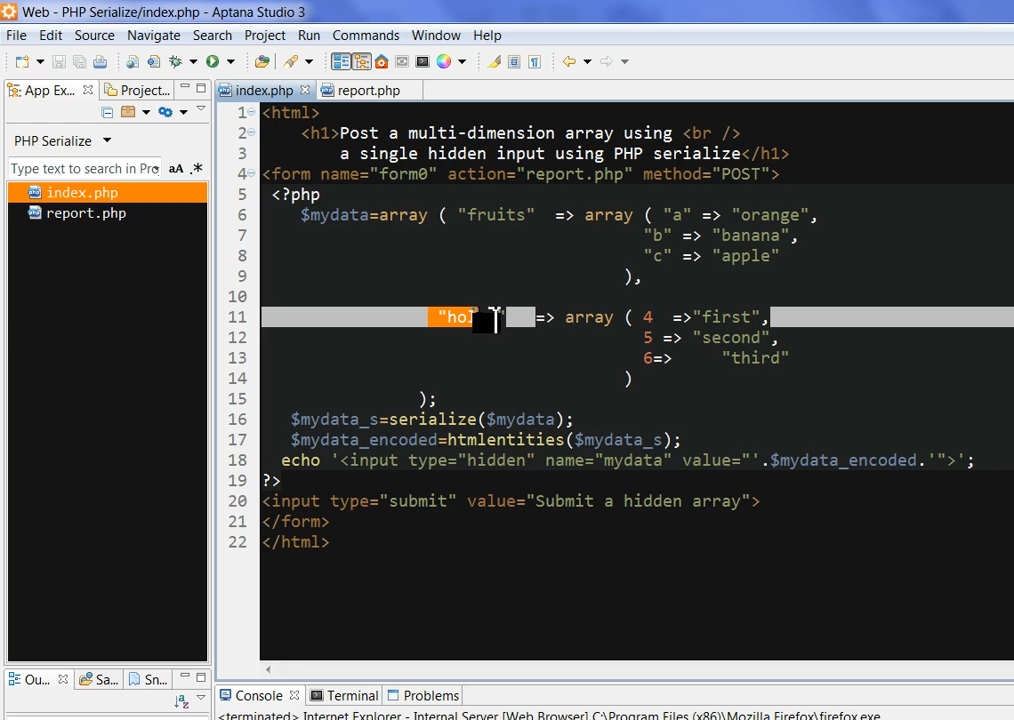 Web - PHP Serialize/index.php - Aptana Studio 3
File Edit Source Navigate Search Project Run Commands Window Help
App Ex... Project... index.php report.php
PHP Serialize
Type text to search in Pro aA .*
index.php
report.php
1 <html>
2 <h1>Post a multi-dimension array using <br />
3 a single hidden input using PHP serialize</h1>
4 <form name="form0" action="report.php" method="POST">
5 <?php
6 $mydata=array ( "fruits" => array ( "a" => "orange",
7 "b" => "banana",
8 "c" => "apple"
9 ),
10
11 => array ( 4 =>"first",
12 5 => "second",
13 6=> "third"
14 )
15 );
16 $mydata_s=serialize($mydata);
17 $mydata_encoded=htmlentities($mydata_s);
18 echo '<input type="hidden" name="mydata" value="'.$mydata_encoded.'">';
19 ?>
20 <input type="submit" value="Submit a hidden array">
21 </form>
22 </html>
Ou... Sa... Sn...
Console Terminal Problems
<terminated> Internet Explorer - Internal Server [Web Browser] C:\Program Files (x86)\Mozilla Firefox\firefox.exe